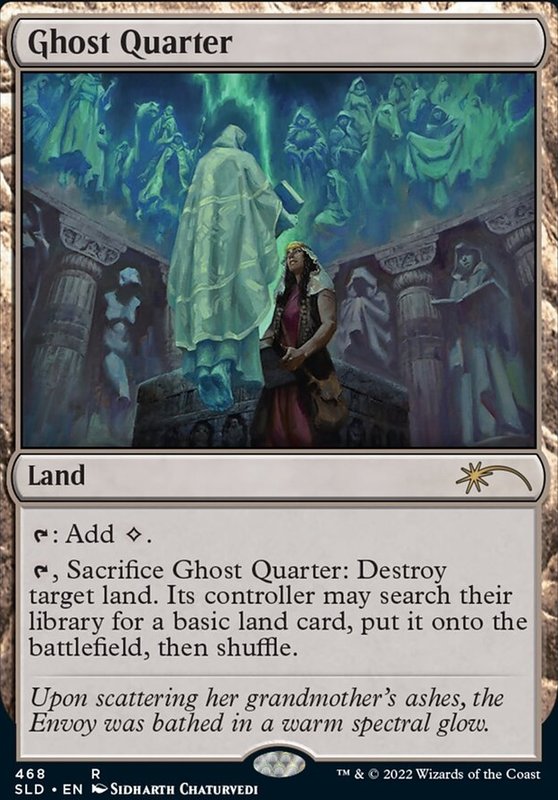 Ghost Quarter
Land
: Add .
, Sacrifice Ghost Quarter: Destroy
target land. Its controller may search their
library for a basic land card, put it onto the
battlefield, then shuffle.
Upon scattering her grandmother's ashes, the
Envoy was bathed in a warm spectral glow.
468 R
SLD • EN Sidharth Chaturvedi
™ & © 2022 Wizards of the Coast